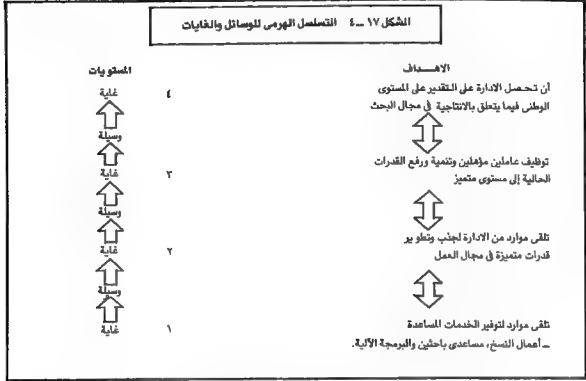 الشكل ١٧ ــ ٤ التسلسل الهرمى للوسائل والغايات
الاهــداف
المستويات
أن تحصل الادارة على التقدير على المستوى
الوطنى فيما يتعلق بالانتاجية فى مجال البحث
٤
غاية
وسيلة
توظيف عاملين مؤهلين وتنمية ورفع القدرات
الحالية إلى مستوى متميز
٣
غاية
وسيلة
تلقى موارد من الادارة لجذب وتطوير
قدرات متميزة فى مجال العمل
٢
غاية
وسيلة
تلقى موارد لتوفير الخدمات المساعدة
ــ أعمال النسخ، مساعدى باحثين والبرمجة الآلية.
١
غاية